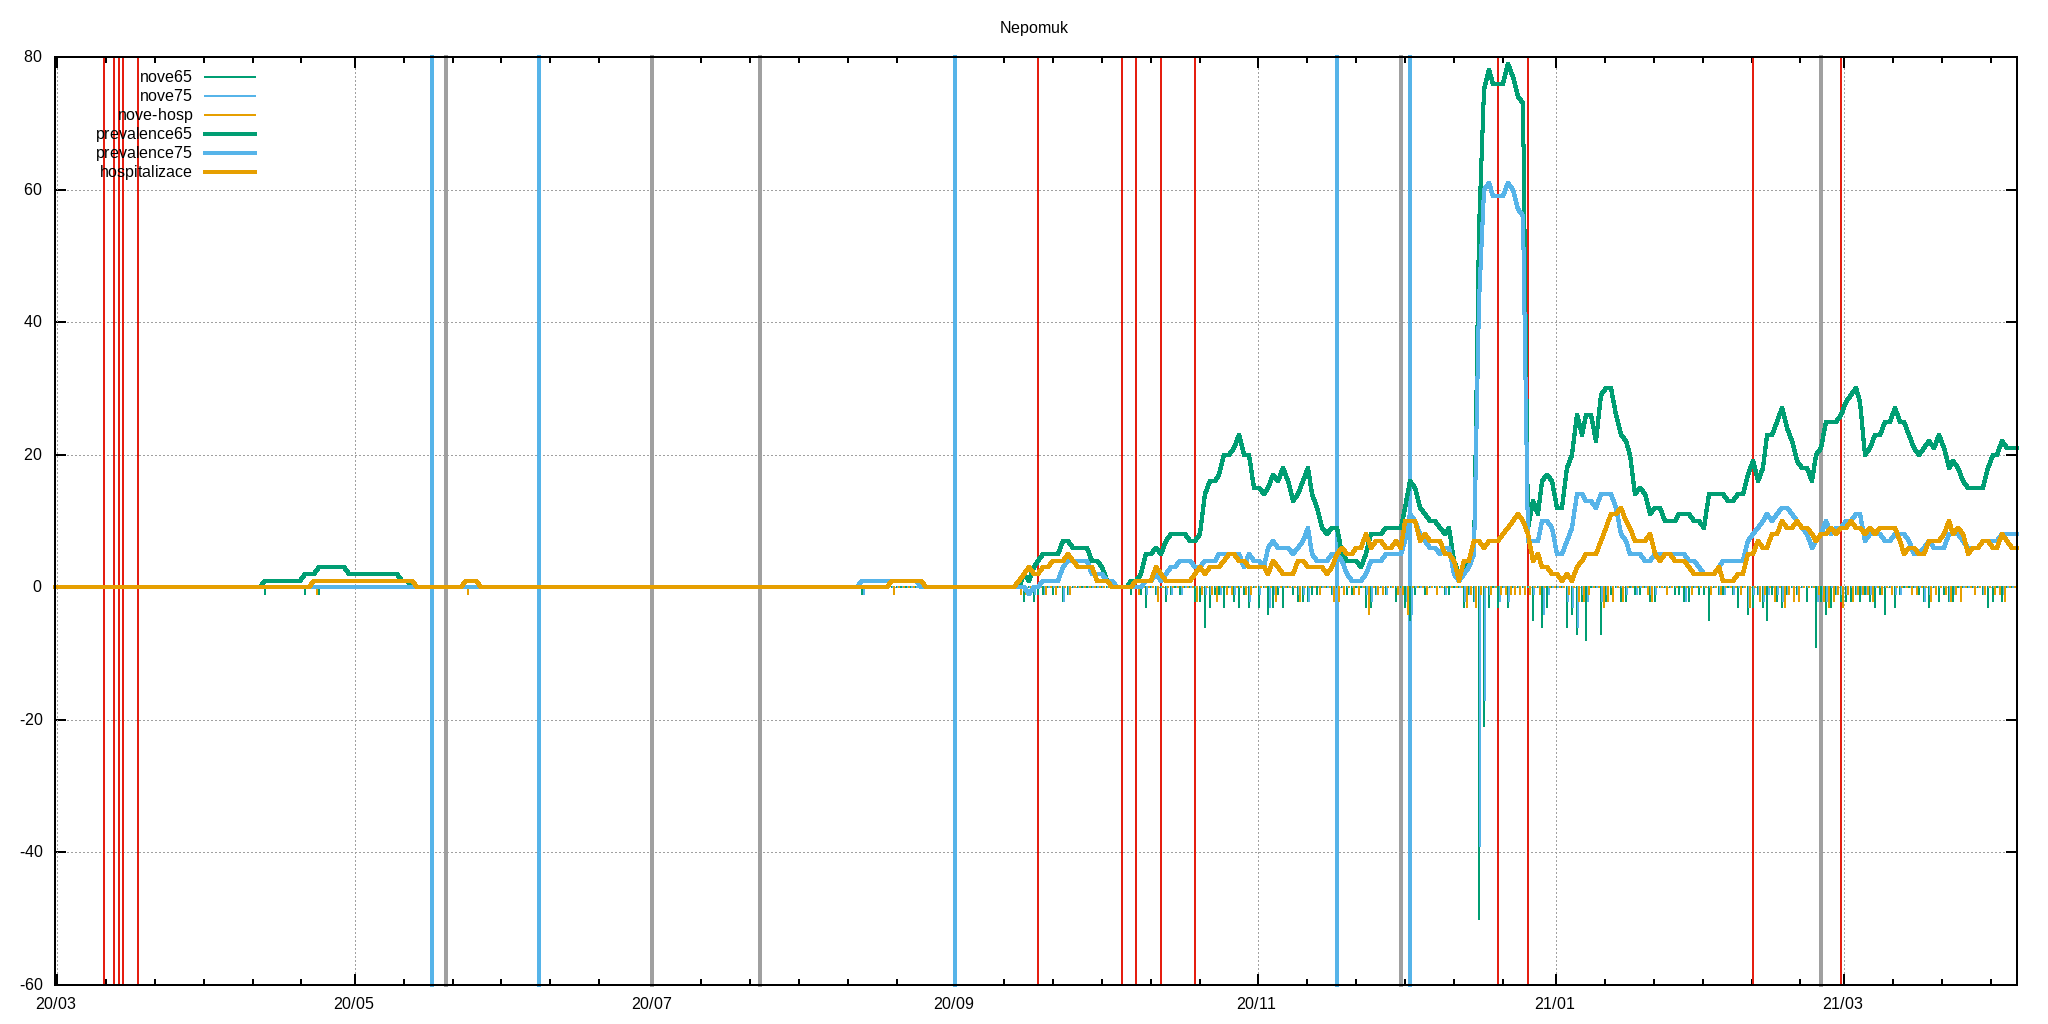 Nepomuk
80
nove65
nove75
nove-hosp
prevalence65
prevalence75
hospitalizace
60
40
20
0
-20
-40
-60
20/03 20/05 20/07 20/09 20/11 21/01 21/03